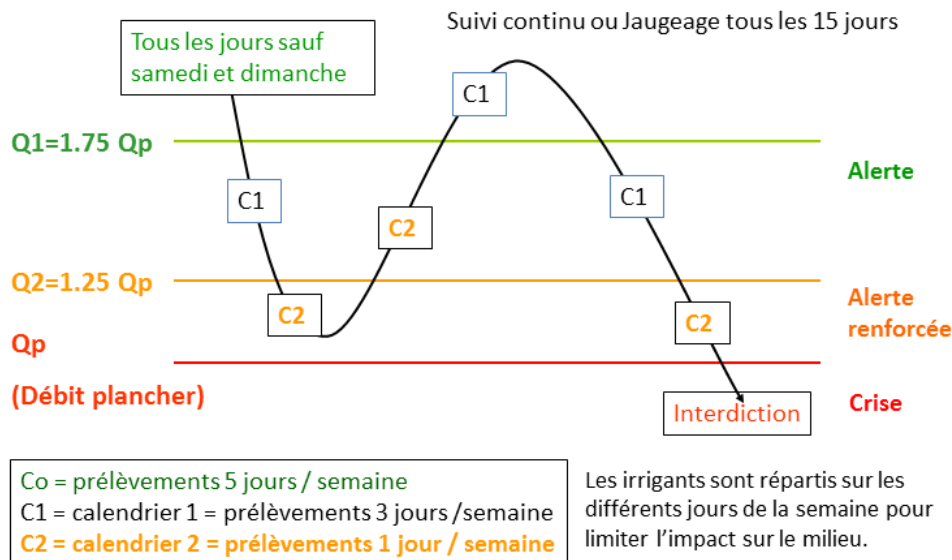 Suivi continu ou Jaugeage tous les 15 jours
Tous les jours sauf
samedi et dimanche
C1
Q1=1.75 Qp
Alerte
C1
C1
C2
Q2=1.25 Qp
Alerte
renforcée
C2
C2
Qp
(Débit plancher)
Interdiction
Crise
Co = prélèvements 5 jours / semaine
C1 = calendrier 1 = prélèvements 3 jours /semaine
C2 = calendrier 2 = prélèvements 1 jour / semaine
Les irrigants sont répartis sur les
différents jours de la semaine pour
limiter l’impact sur le milieu.